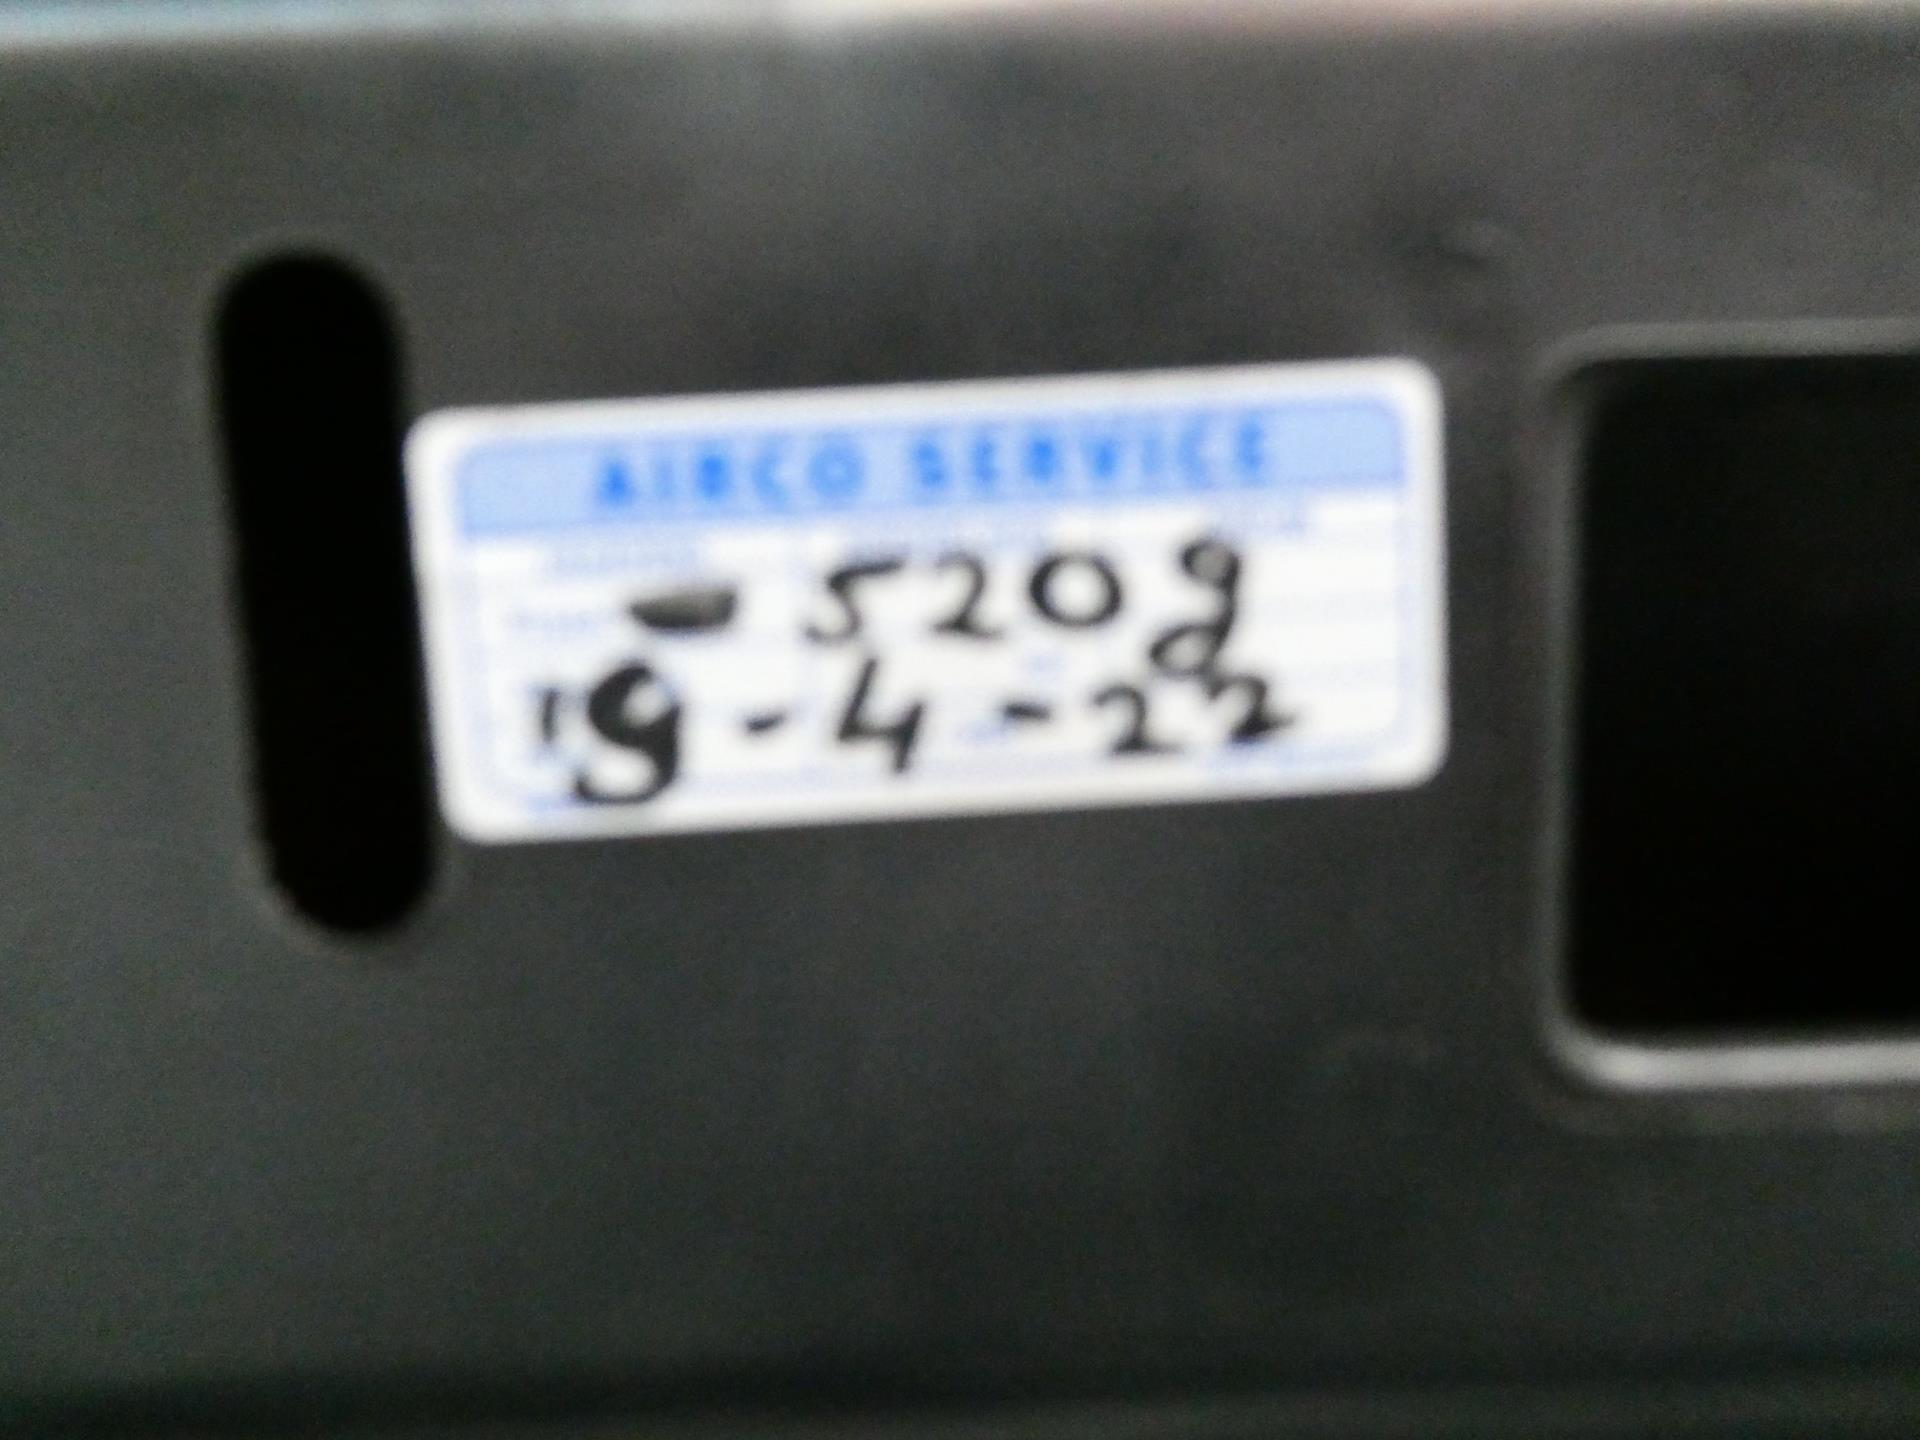 AIRCO SERVICE
- 520g
19-4-22